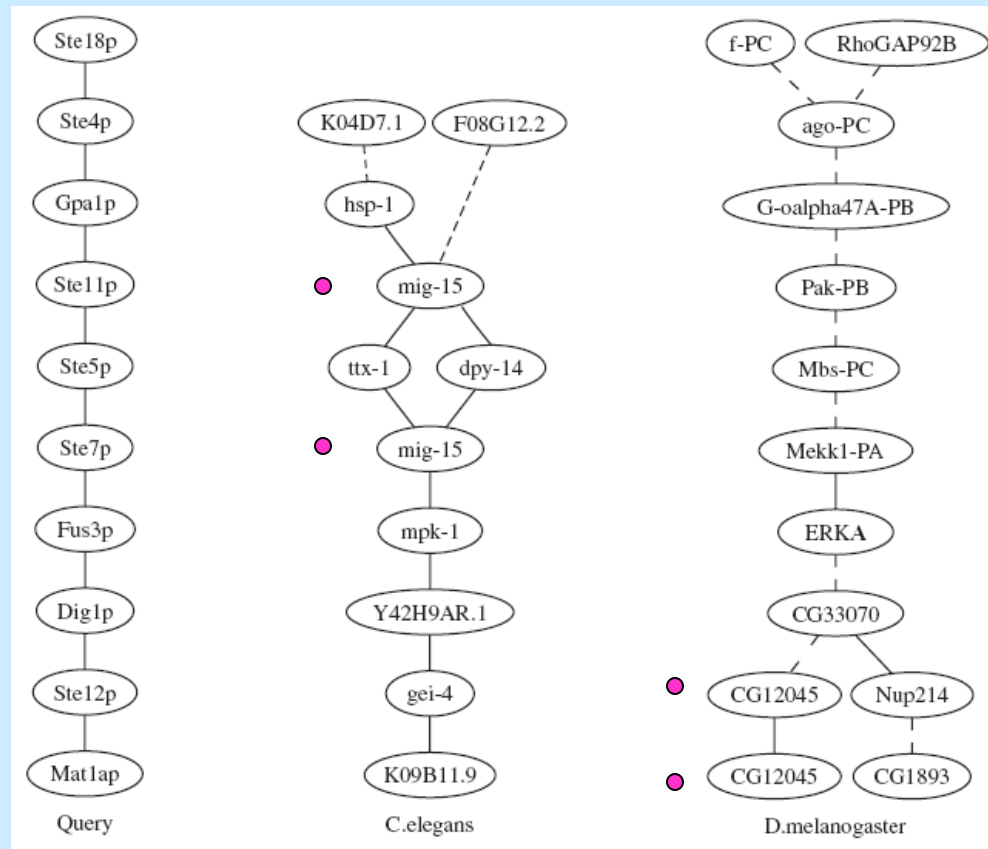 Ste18p
Ste4p
Gpa1p
Ste11p
Ste5p
Ste7p
Fus3p
Dig1p
Ste12p
Mat1ap
Query
K04D7.1 F08G12.2
hsp-1
mig-15
ttx-1 dpy-14
mig-15
mpk-1
Y42H9AR.1
gei-4
K09B11.9
C.elegans
f-PC RhoGAP92B
ago-PC
G-oalpha47A-PB
Pak-PB
Mbs-PC
Mekk1-PA
ERKA
CG33070
CG12045 Nup214
CG12045 CG1893
D.melanogaster